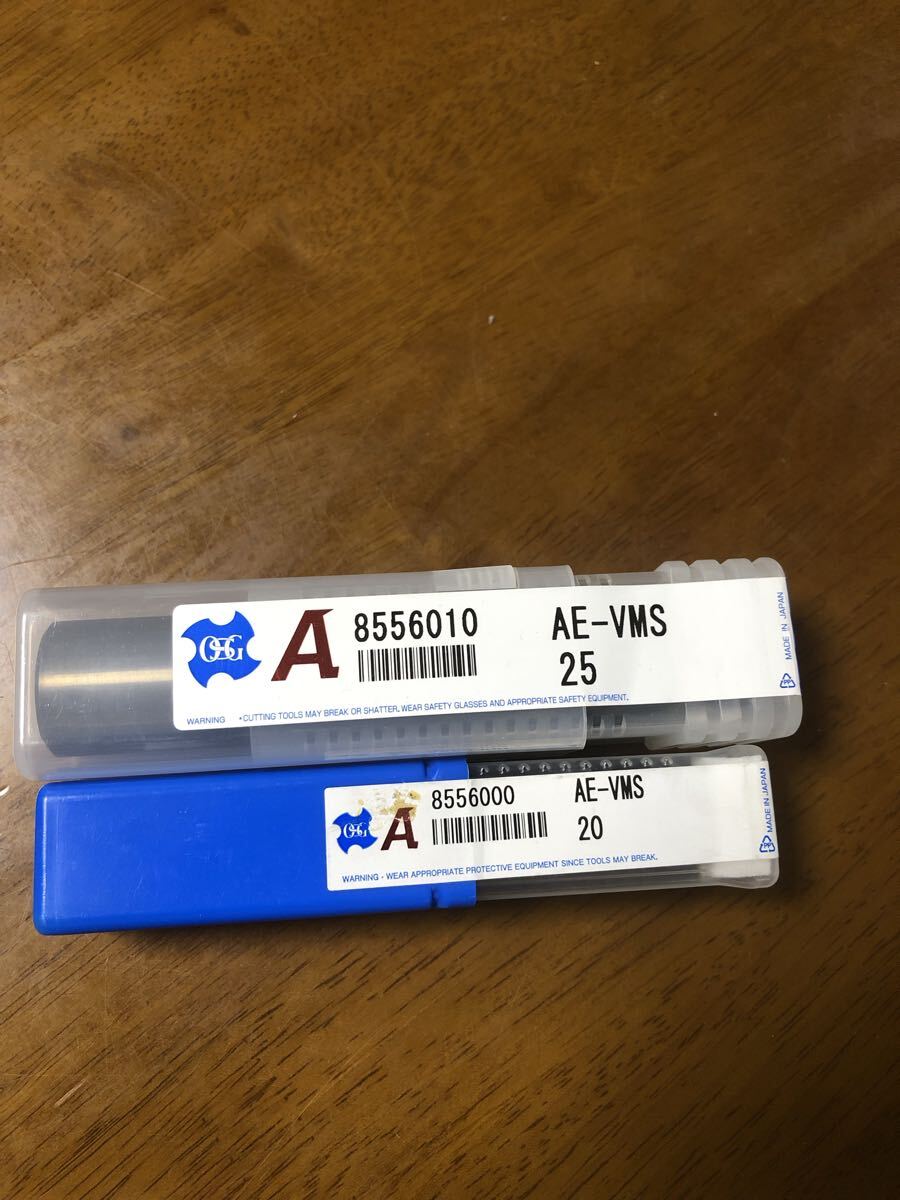 OSG A 8556010 AE-VMS
25
WARNING •CUTTING TOOLS MAY BREAK OR SHATTER. WEAR SAFETY GLASSES AND APPROPRIATE SAFETY EQUIPMENT.
MADE IN JAPAN
PP
OSG A 8556000 AE-VMS
20
WARNING - WEAR APPROPRIATE PROTECTIVE EQUIPMENT SINCE TOOLS MAY BREAK.
MADE IN JAPAN